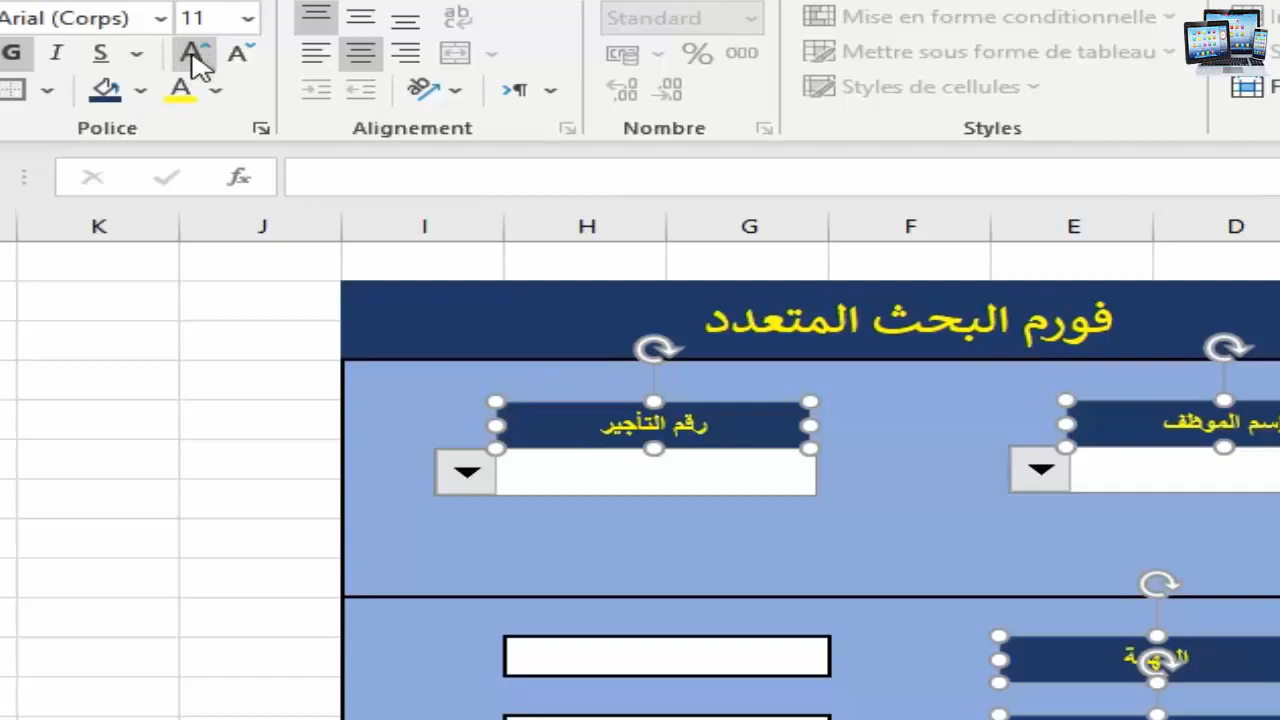 Arial (Corps) 11
Standard
Mise en forme conditionnelle
G I S
% 000
Mettre sous forme de tableau
Styles de cellules
Police
Alignement
Nombre
Styles
fx
K J I H G F E D
فورم البحث المتعدد
رقم التأجير
إسم الموظف